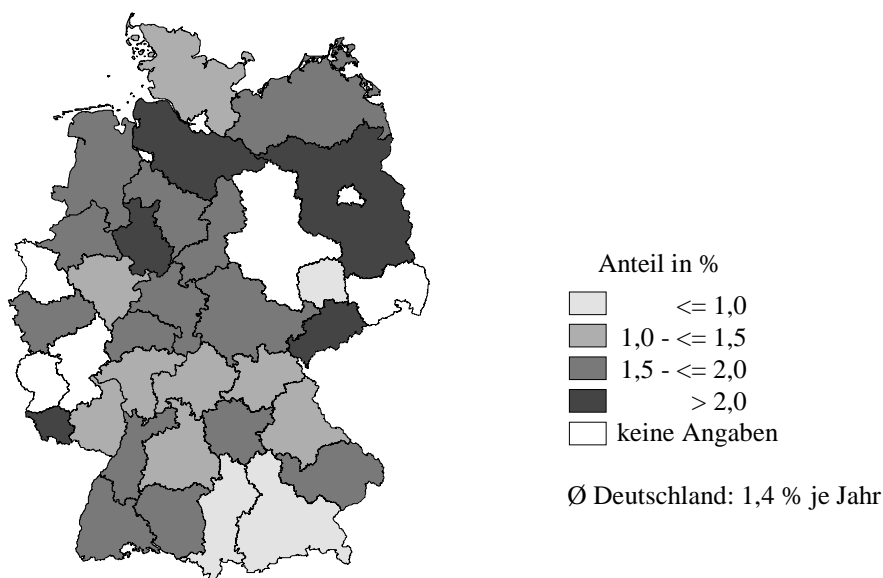 Anteil in %
<= 1,0
1,0 - <= 1,5
1,5 - <= 2,0
> 2,0
keine Angaben
Ø Deutschland: 1,4 % je Jahr